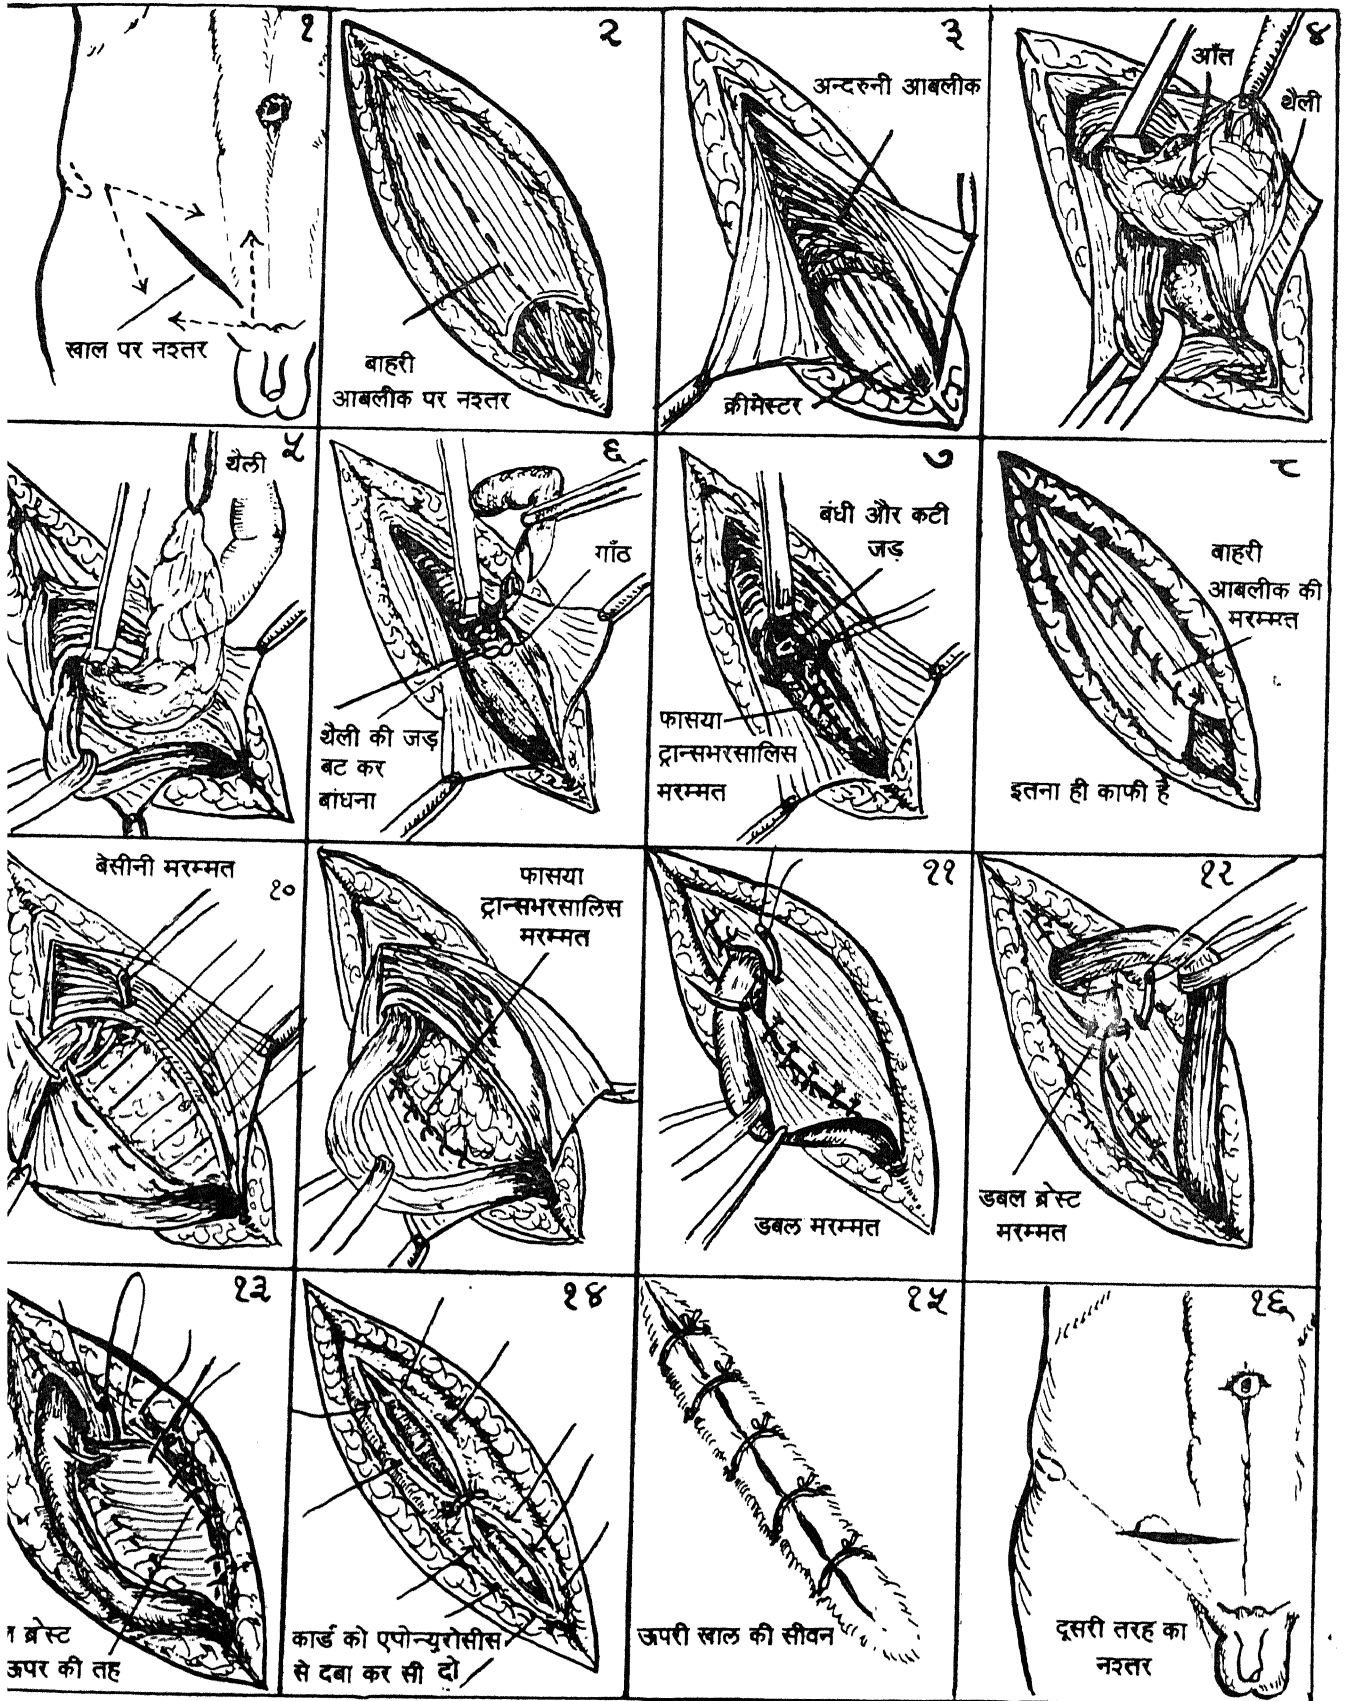 १
खाल पर नश्तर
२
बाहरी
आबलीक पर नश्तर
३
अन्दरुनी आबलीक
क्रीमेस्टर
४
आँत
थैली
५
थैली
६
गाँठ
थैली की जड़
बट कर
बांधना
७
बंधी और कटी
जड़
फासया
ट्रान्सभरसालिस
मरम्मत
८
बाहरी
आबलीक की
मरम्मत
इतना ही काफी है
बेसीनी मरम्मत
१०
फासया
ट्रान्सभरसालिस
मरम्मत
११
डबल मरम्मत
१२
डबल ब्रेस्ट
मरम्मत
१३
ब्रेस्ट
ऊपर की तह
१४
कार्ड को एपोन्युरोसीस
से दबा कर सी दो
१५
ऊपरी खाल की सीवन
१६
दूसरी तरह का
नश्तर